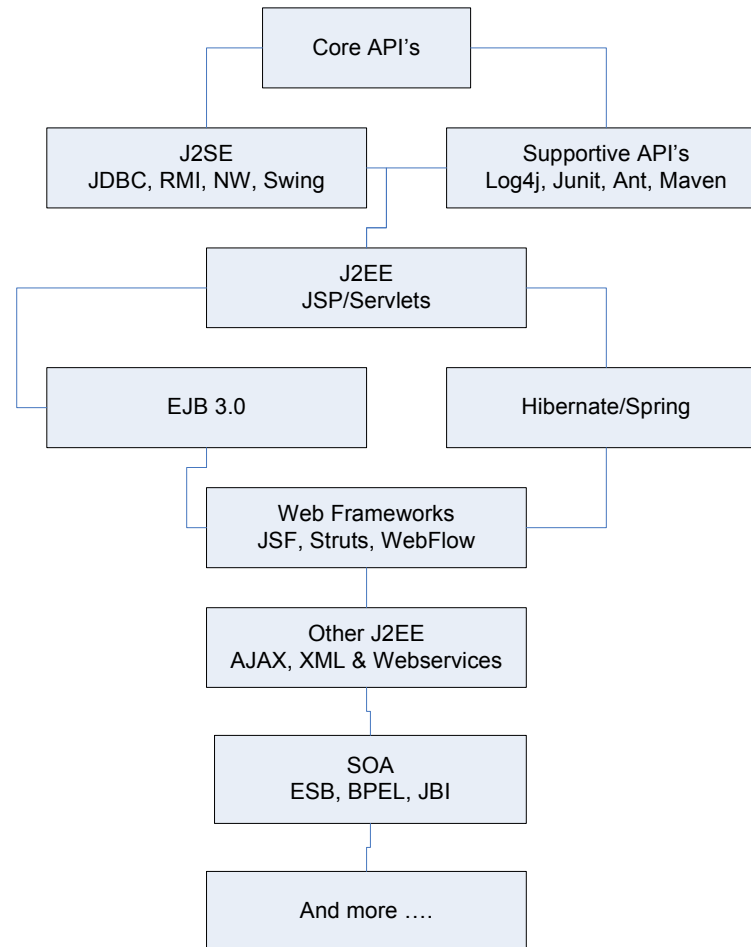 Core API’s
J2SE
JDBC, RMI, NW, Swing
Supportive API’s
Log4j, Junit, Ant, Maven
J2EE
JSP/Servlets
EJB 3.0
Hibernate/Spring
Web Frameworks
JSF, Struts, WebFlow
Other J2EE
AJAX, XML & Webservices
SOA
ESB, BPEL, JBI
And more ….